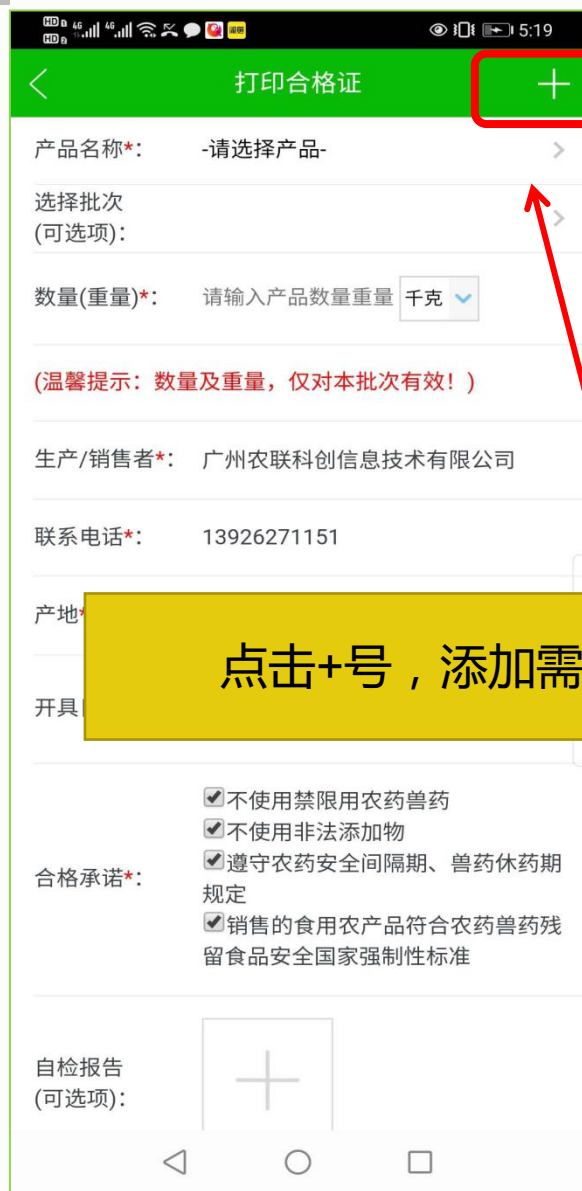 HD 1 46 46 5:19
HD 2
打印合格证
产品名称*： -请选择产品-
选择批次
(可选项)：
数量(重量)*： 请输入产品数量重量 千克
(温馨提示：数量及重量，仅对本批次有效！)
生产/销售者*： 广州农联科创信息技术有限公司
联系电话*： 13926271151
产地*
点击+号，添加需
开具
不使用禁限用农药兽药
不使用非法添加物
合格承诺*： 遵守农药安全间隔期、兽药休药期
规定
销售的食用农产品符合农药兽药残
留食品安全国家强制性标准
自检报告
(可选项)：